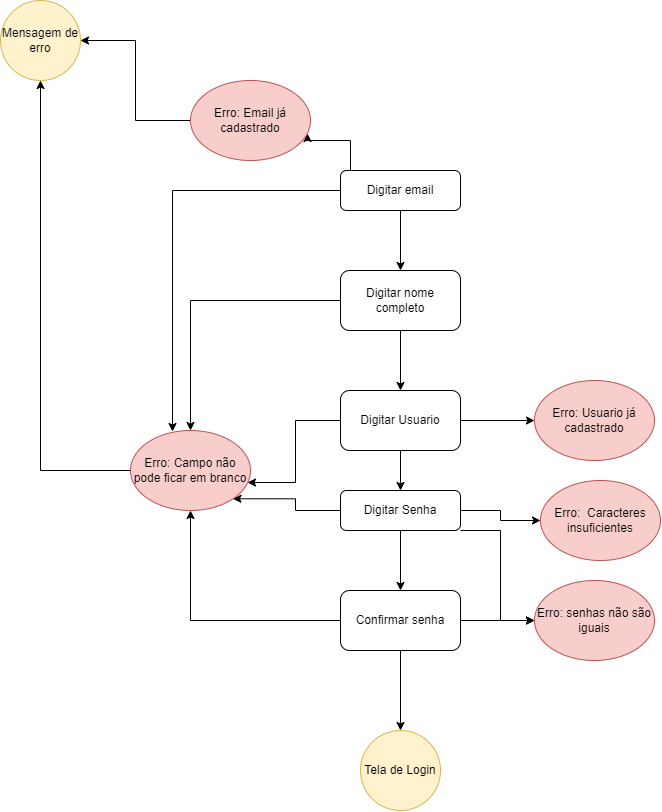 Mensagem de
erro
Erro: Email já
cadastrado
Digitar email
Digitar nome
completo
Digitar Usuario
Erro: Usuario já
cadastrado
Erro: Campo não
pode ficar em branco
Digitar Senha
Erro:  Caracteres
insuficientes
Confirmar senha
Erro: senhas não são
iguais
Tela de Login